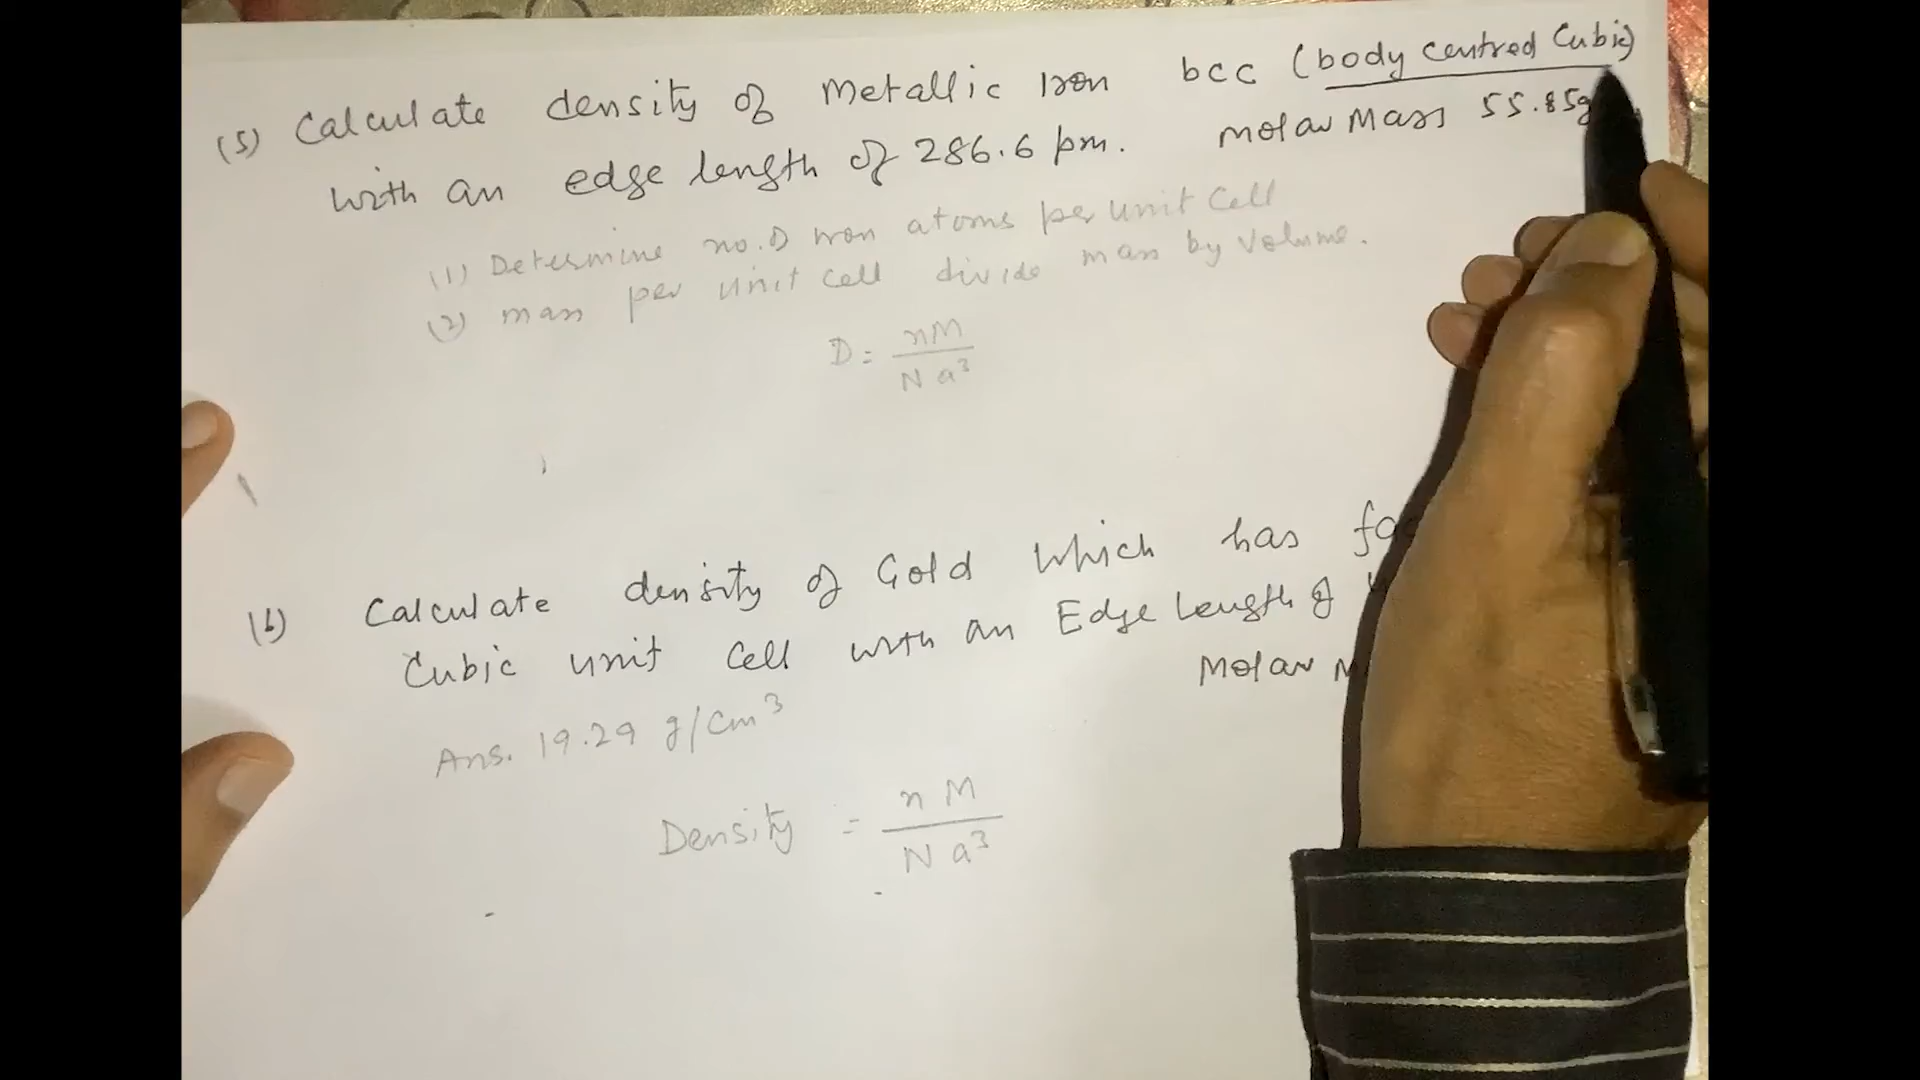 (5) Calculate density of Metallic Iron bcc (body centred Cubic)
with an edge length of 286.6 pm. molar Mass 55.85g
(1) Determine no. of iron atoms per unit Cell
(2) mass per unit cell divide mass by volume.
D = nM / N a³
(6) Calculate density of Gold which has
Cubic unit Cell with an Edge Length of
Molar
Ans. 19.29 g/cm³
Density = n M / N a³